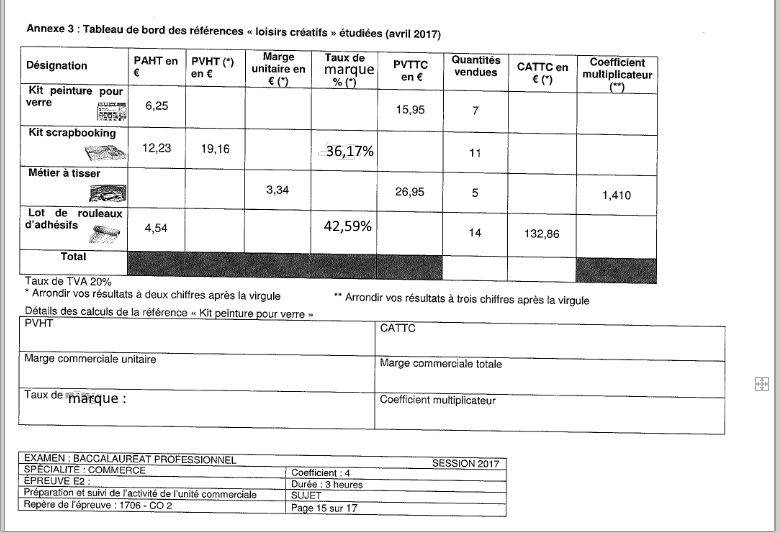 Annexe 3 : Tableau de bord des références « loisirs créatifs » étudiées (avril 2017)
Désignation
PAHT en €
PVHT (*) en €
Marge unitaire en € (*)
Taux de marque % (*)
PVTTC en €
Quantités vendues
CATTC en € (*)
Coefficient multiplicateur (**)
Kit peinture pour verre
6,25
15,95
7
Kit scrapbooking
12,23
19,16
36,17%
11
Métier à tisser
3,34
26,95
5
1,410
Lot de rouleaux d'adhésifs
4,54
42,59%
14
132,86
Total
Taux de TVA 20%
* Arrondir vos résultats à deux chiffres après la virgule
** Arrondir vos résultats à trois chiffres après la virgule
Détails des calculs de la référence « Kit peinture pour verre »
PVHT
CATTC
Marge commerciale unitaire
Marge commerciale totale
Taux de marque :
Coefficient multiplicateur
EXAMEN : BACCALAUREAT PROFESSIONNEL
SESSION 2017
SPÉCIALITÉ : COMMERCE
Coefficient : 4
ÉPREUVE E2 :
Durée : 3 heures
Préparation et suivi de l'activité de l'unité commerciale
SUJET
Repère de l'épreuve : 1706 - CO 2
Page 15 sur 17